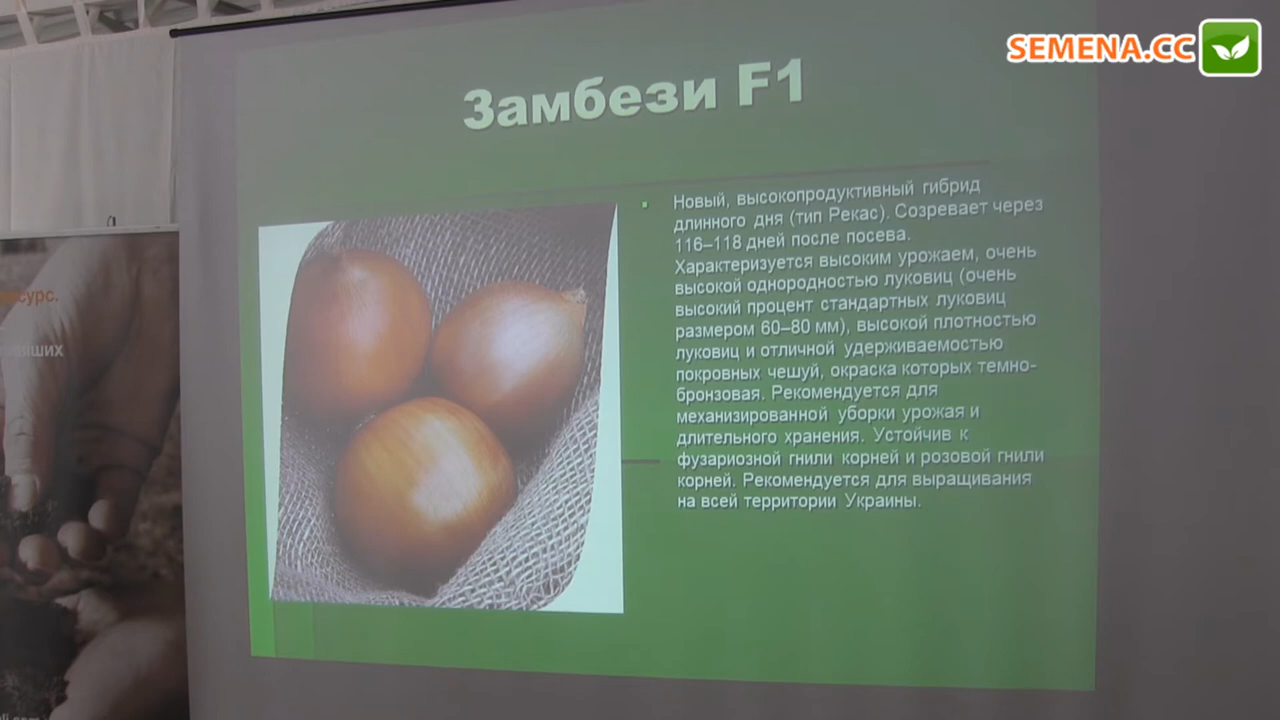 SEMENA.CC
Замбези F1
Новый, высокопродуктивный гибрид
длинного дня (тип Рекас). Созревает через
116–118 дней после посева.
Характеризуется высоким урожаем, очень
высокой однородностью луковиц (очень
высокий процент стандартных луковиц
размером 60–80 мм), высокой плотностью
луковиц и отличной удерживаемостью
покровных чешуй, окраска которых темно-
бронзовая. Рекомендуется для
механизированной уборки урожая и
длительного хранения. Устойчив к
фузариозной гнили корней и розовой гнили
корней. Рекомендуется для выращивания
на всей территории Украины.